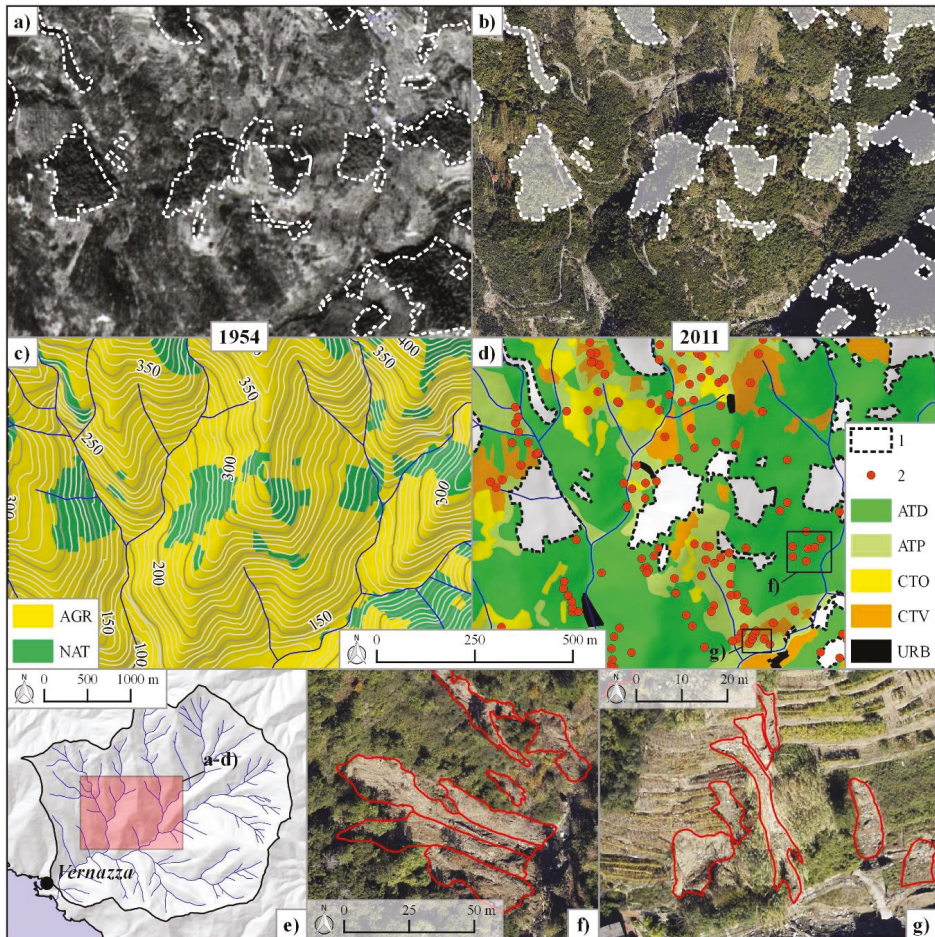 a)
b)
1954
2011
c)
350
350
350
400
250
300
300
300
200
150
100
150
AGR
NAT
0 250 500 m
d)
1
2
ATD
ATP
CTO
CTV
URB
f)
g)
N
0 500 1000 m
a-d)
Vernazza
e)
N
0 25 50 m
f)
N
0 10 20 m
g)